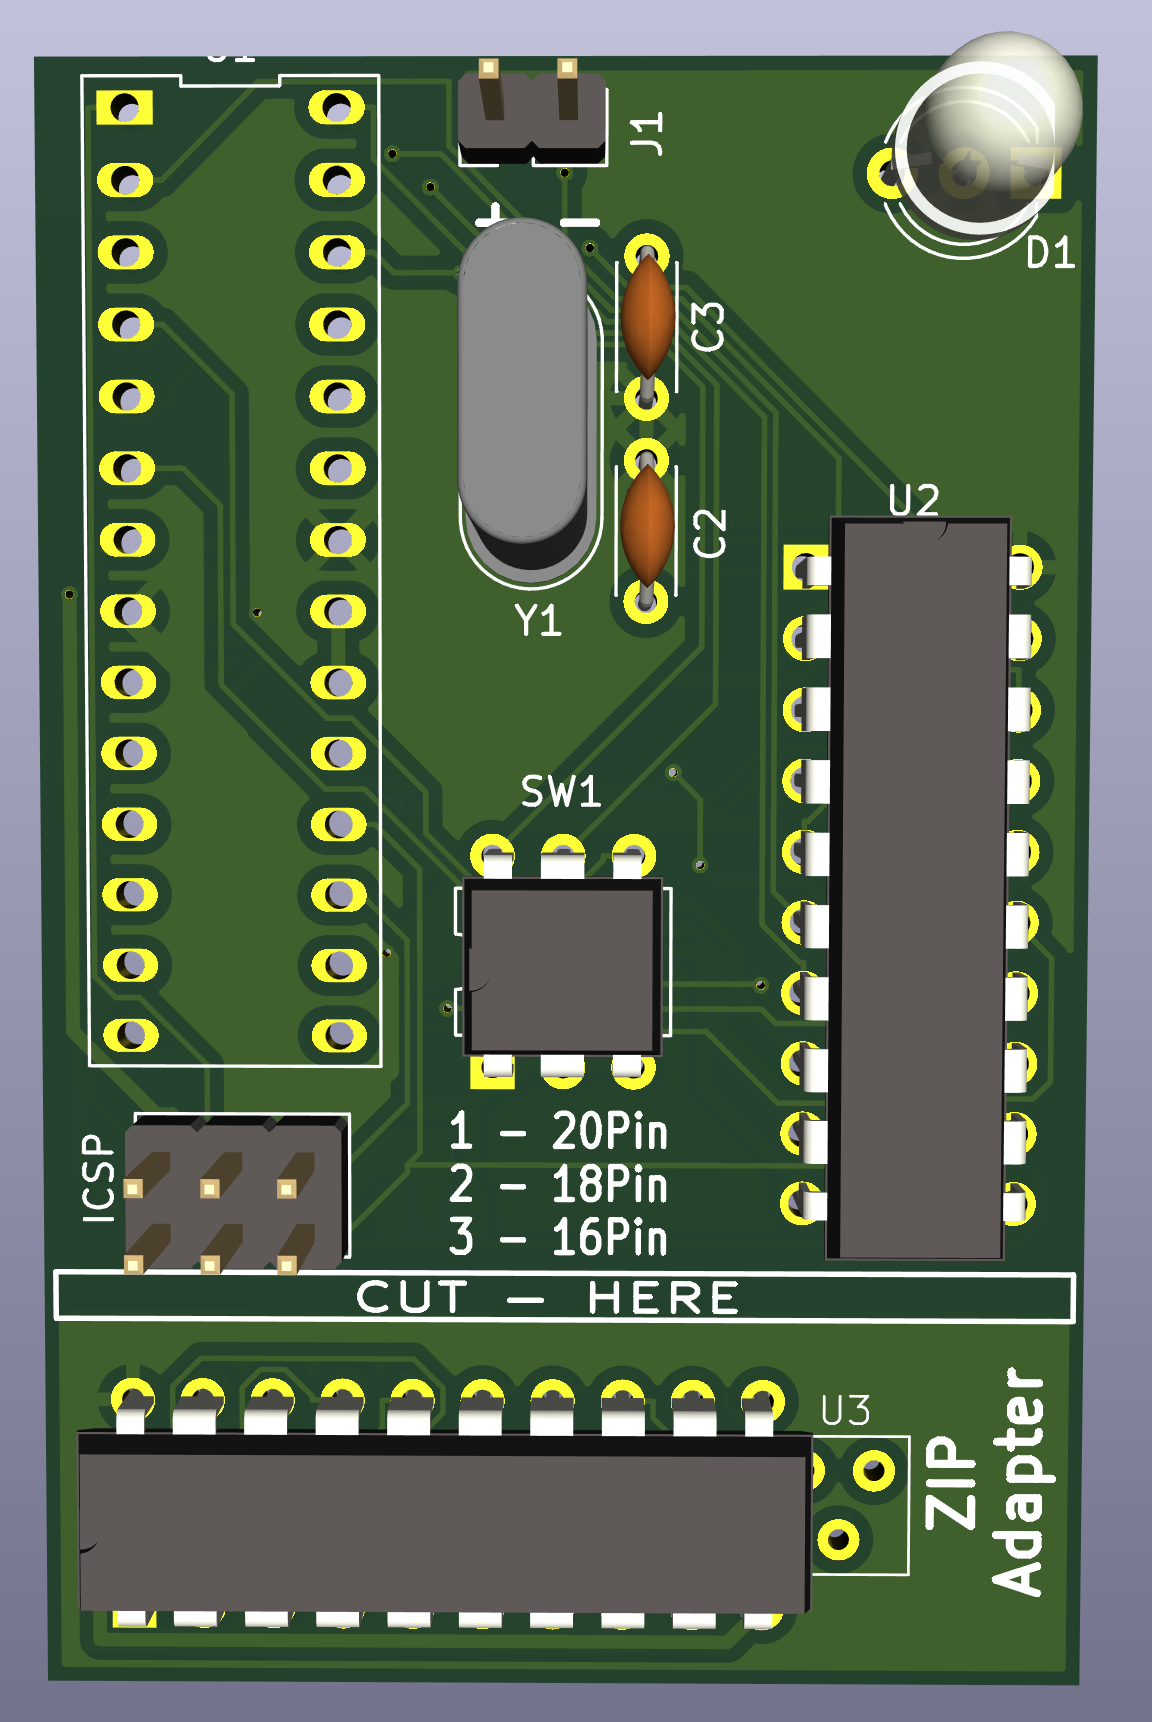 J1
+ −
D1
C3
C2
U2
Y1
SW1
ICSP
1 - 20Pin
2 - 18Pin
3 - 16Pin
CUT - HERE
U3
ZIP
Adapter